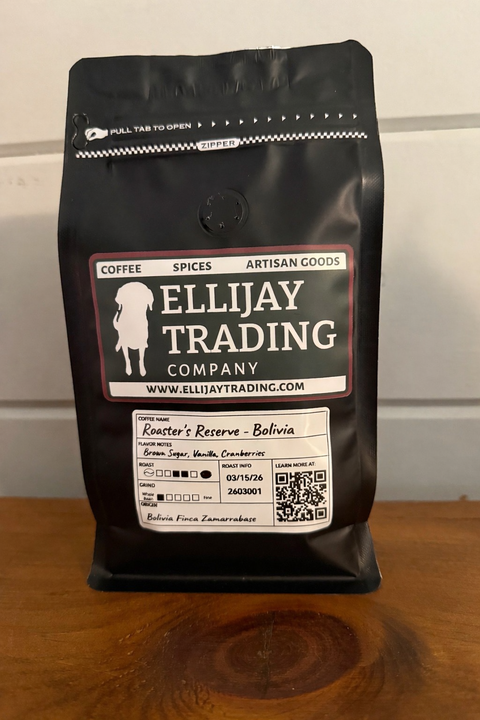 PULL TAB TO OPEN
ZIPPER
COFFEE SPICES ARTISAN GOODS
ELLIJAY
TRADING
COMPANY
WWW.ELLIJAYTRADING.COM
COFFEE NAME
Roaster's Reserve - Bolivia
FLAVOR NOTES
Brown Sugar, Vanilla, Cranberries
ROAST
ROAST INFO
LEARN MORE AT:
03/15/26
GRIND
2603001
Whole Bean
Fine
ORIGIN
Bolivia Finca Zamarrabase